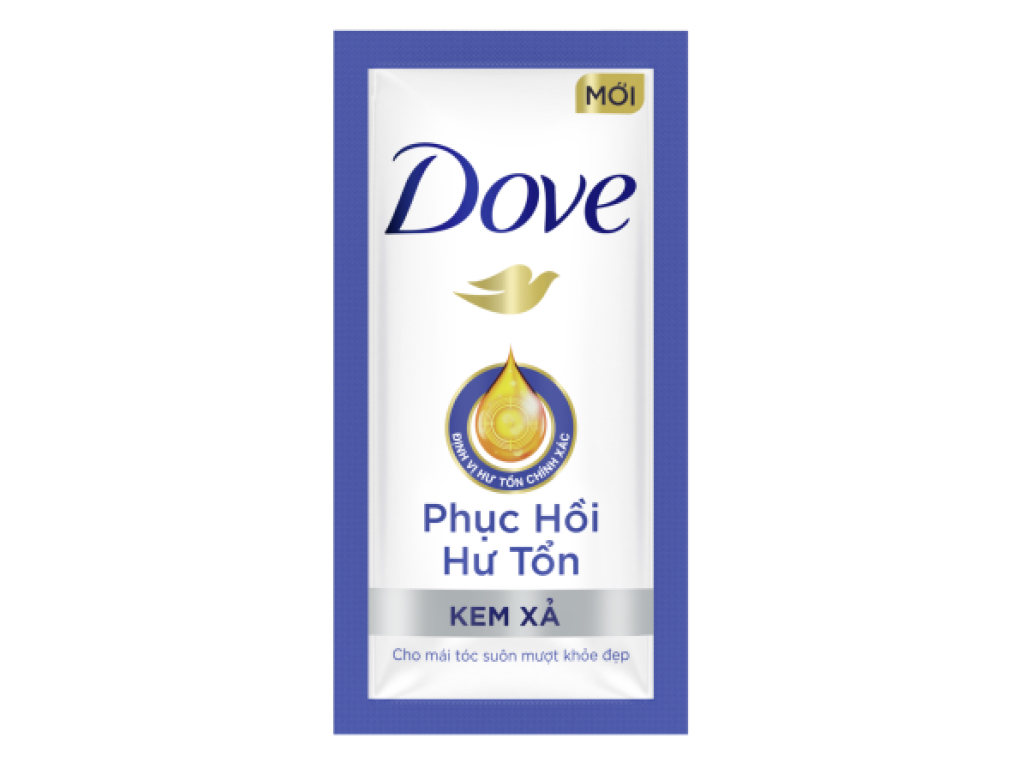 MỚI
Dove
ĐỊNH VỊ HƯ TỔN CHÍNH XÁC
Phục Hồi
Hư Tổn
KEM XẢ
Cho mái tóc suôn mượt khỏe đẹp